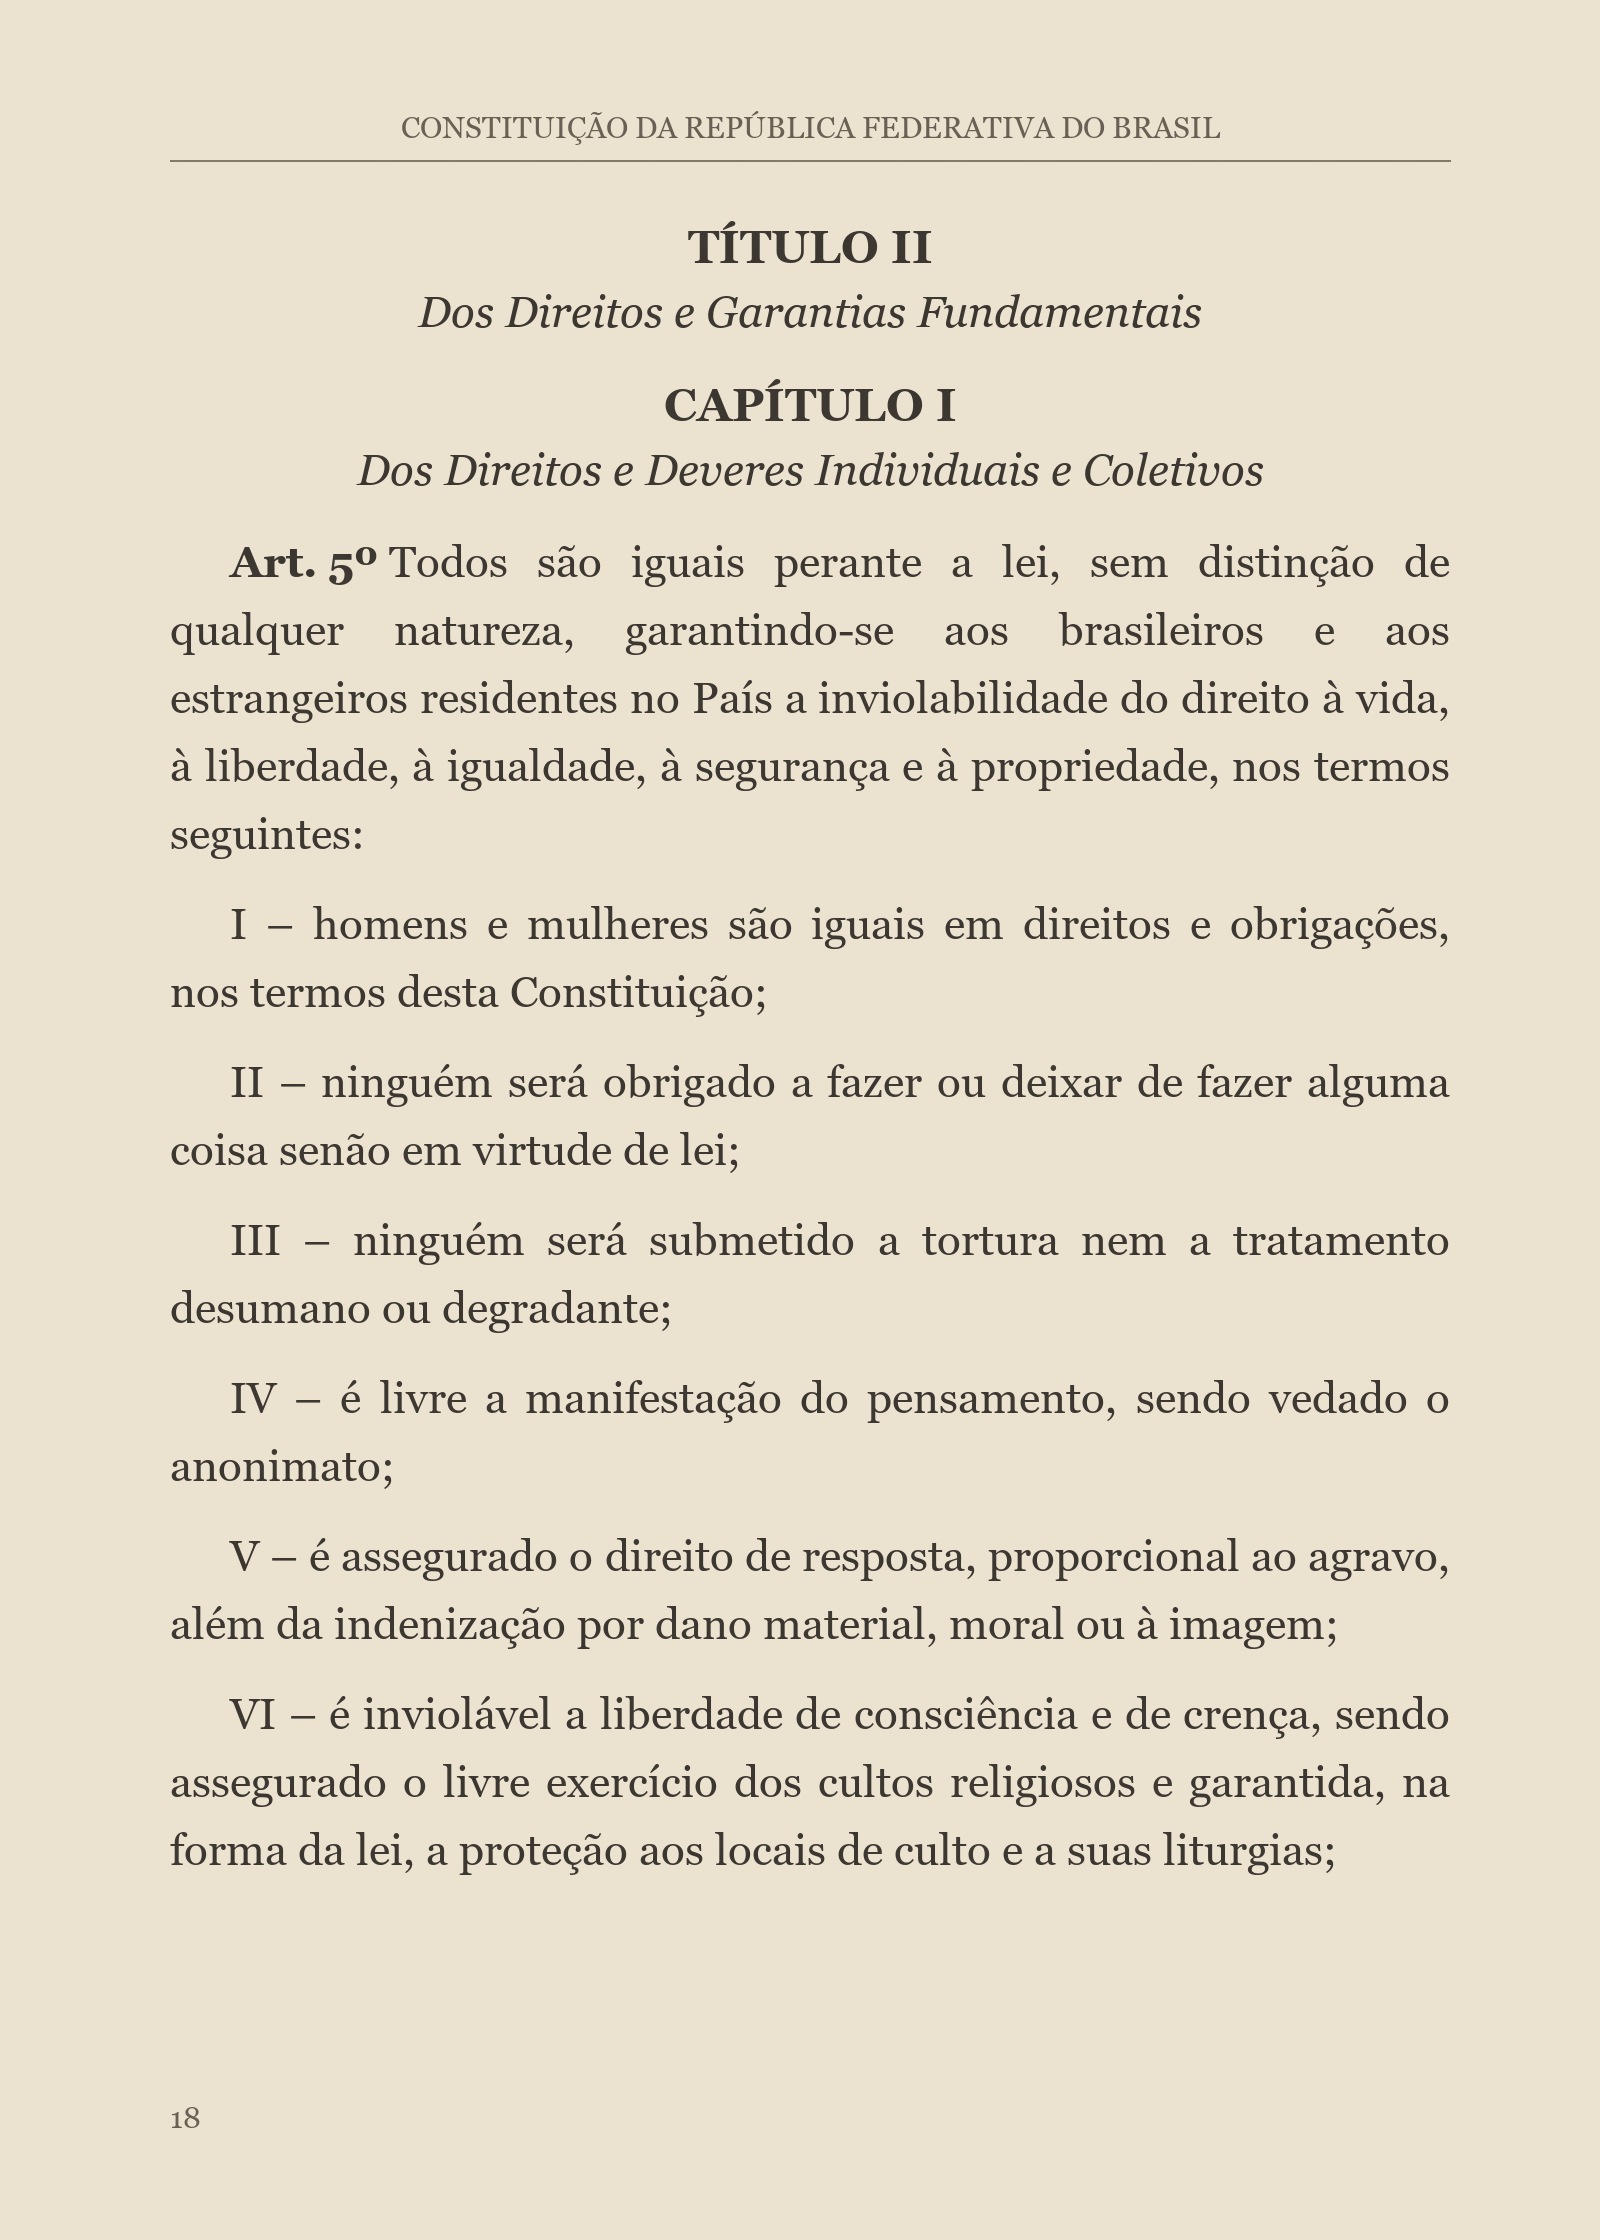 CONSTITUIÇÃO DA REPÚBLICA FEDERATIVA DO BRASIL
TÍTULO II
Dos Direitos e Garantias Fundamentais
CAPÍTULO I
Dos Direitos e Deveres Individuais e Coletivos
Art. 5º Todos são iguais perante a lei, sem distinção de
qualquer natureza, garantindo-se aos brasileiros e aos
estrangeiros residentes no País a inviolabilidade do direito à vida,
à liberdade, à igualdade, à segurança e à propriedade, nos termos
seguintes:
I – homens e mulheres são iguais em direitos e obrigações,
nos termos desta Constituição;
II – ninguém será obrigado a fazer ou deixar de fazer alguma
coisa senão em virtude de lei;
III – ninguém será submetido a tortura nem a tratamento
desumano ou degradante;
IV – é livre a manifestação do pensamento, sendo vedado o
anonimato;
V – é assegurado o direito de resposta, proporcional ao agravo,
além da indenização por dano material, moral ou à imagem;
VI – é inviolável a liberdade de consciência e de crença, sendo
assegurado o livre exercício dos cultos religiosos e garantida, na
forma da lei, a proteção aos locais de culto e a suas liturgias;
18